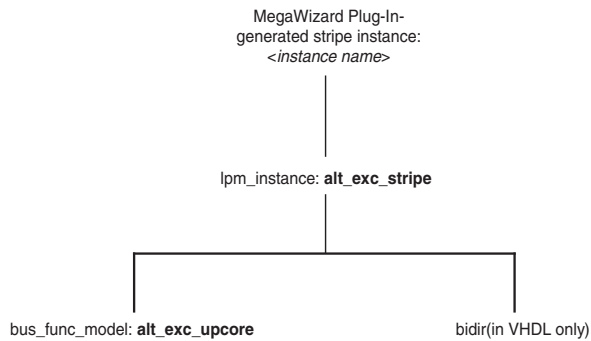 MegaWizard Plug-In-
generated stripe instance:
<instance name>
lpm_instance: alt_exc_stripe
bus_func_model: alt_exc_upcore
bidir(in VHDL only)